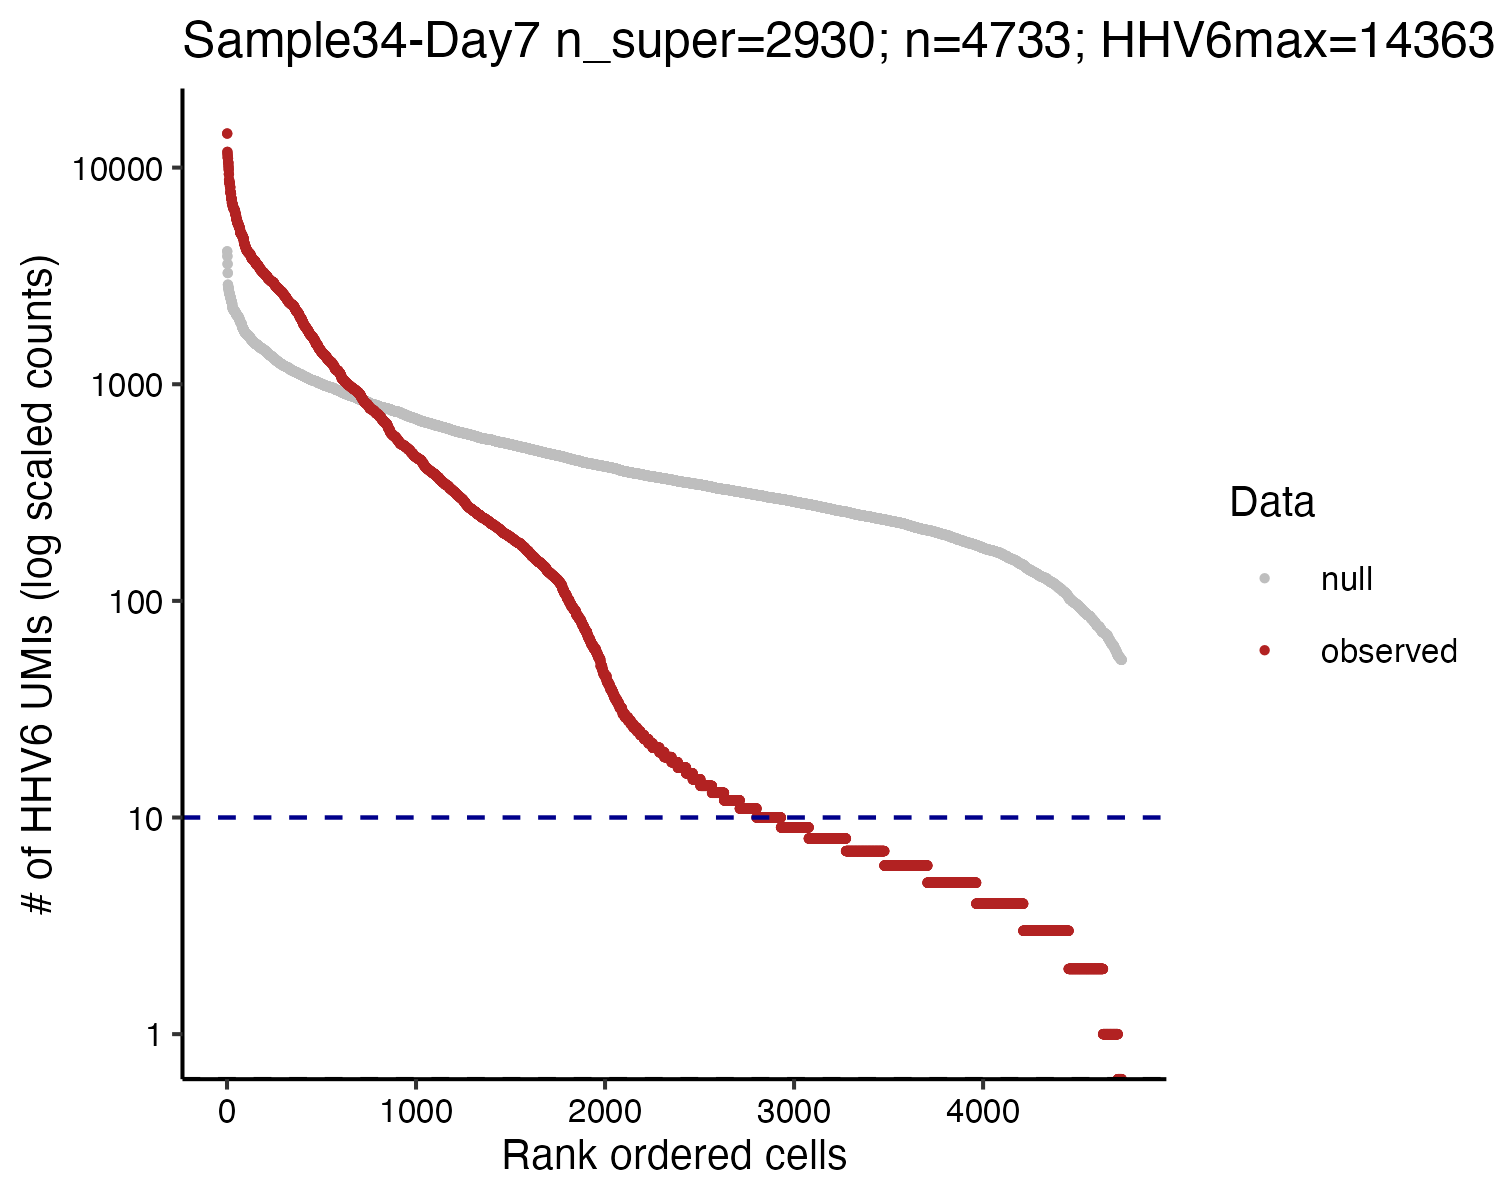 Sample34-Day7 n_super=2930; n=4733; HHV6max=14363
# of HHV6 UMIs (log scaled counts)
10000
1000
100
10
1
0
1000
2000
3000
4000
Rank ordered cells
Data
null
observed